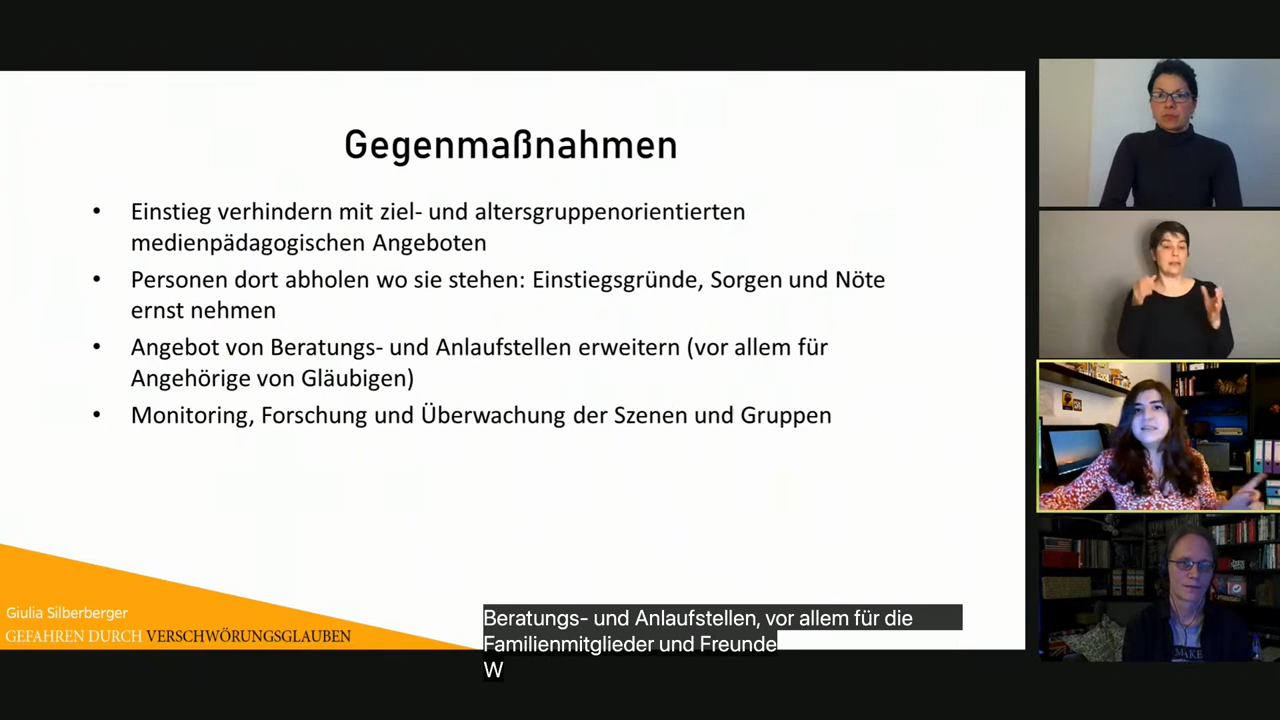 Gegenmaßnahmen
• Einstieg verhindern mit ziel- und altersgruppenorientierten
medienpädagogischen Angeboten
• Personen dort abholen wo sie stehen: Einstiegsgründe, Sorgen und Nöte
ernst nehmen
• Angebot von Beratungs- und Anlaufstellen erweitern (vor allem für
Angehörige von Gläubigen)
• Monitoring, Forschung und Überwachung der Szenen und Gruppen
Giulia Silberberger
GEFAHREN DURCH VERSCHWÖRUNGSGLAUBEN
Beratungs- und Anlaufstellen, vor allem für die
Familienmitglieder und Freunde
W
MAKE